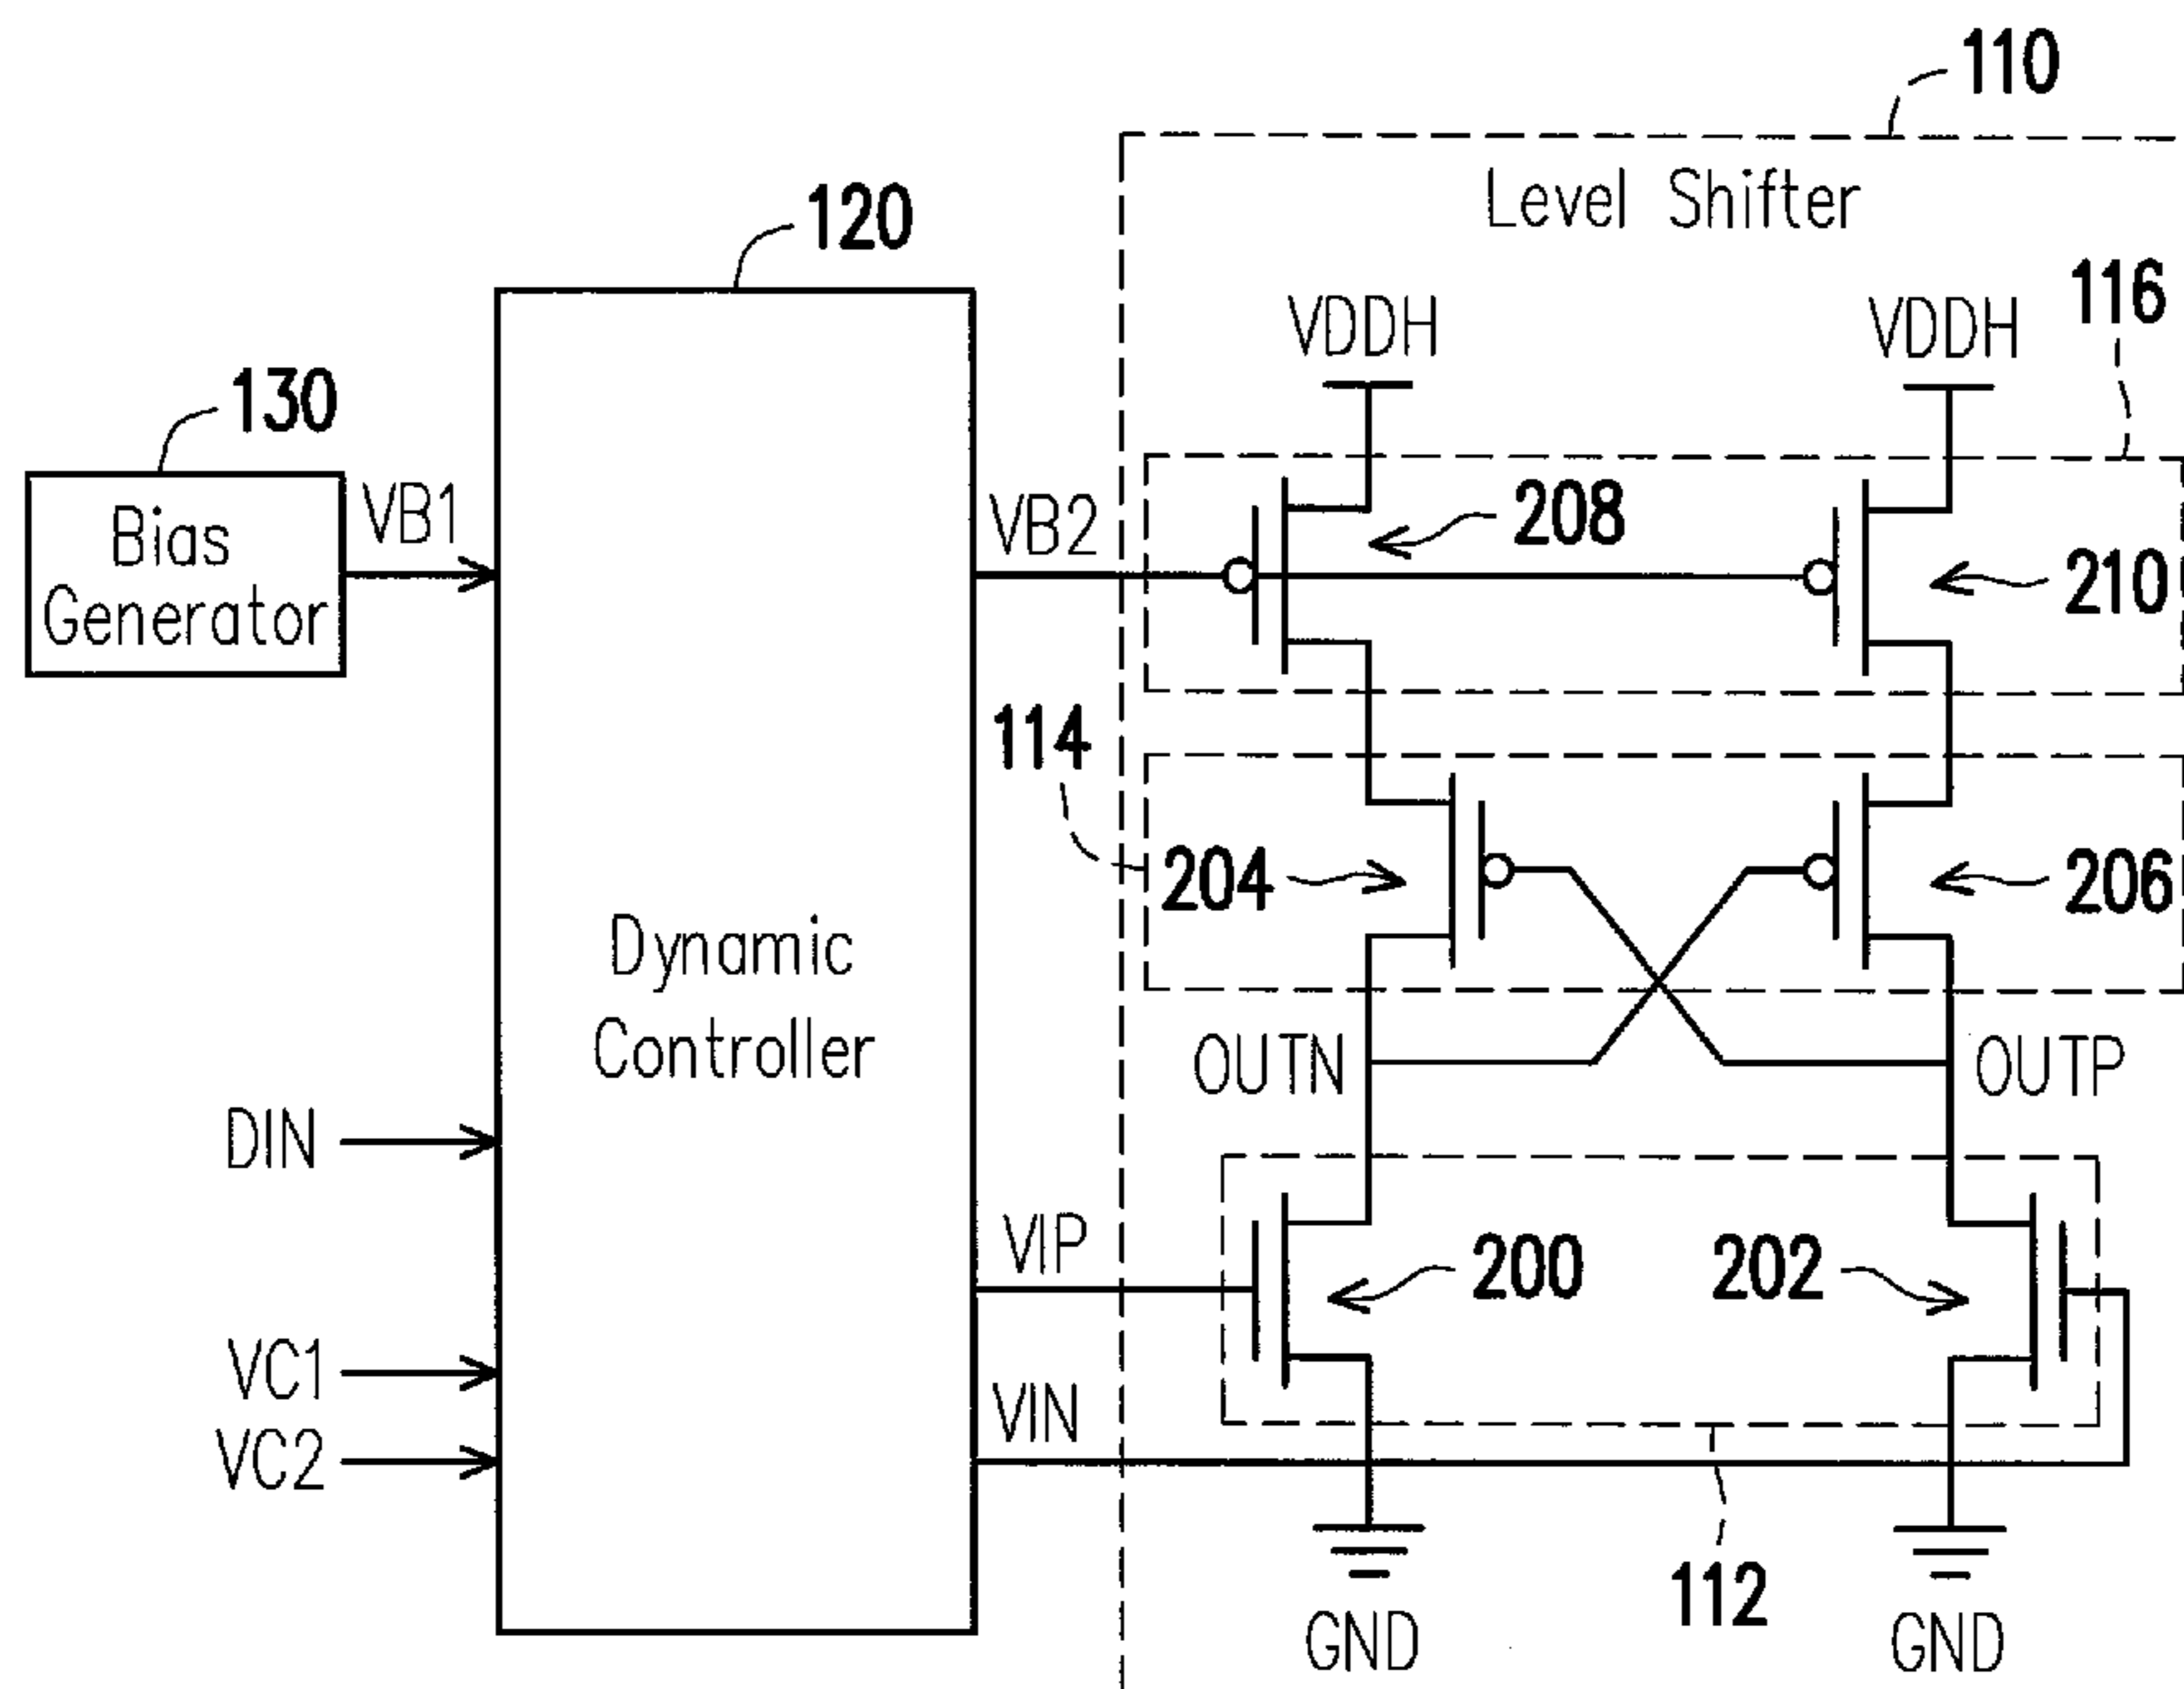 110
Level Shifter
120
116
VDDH
VDDH
130
Bias
Generator
VB1
VB2
208
210
114
204
206
Dynamic
Controller
OUTN
OUTP
DIN
VIP
200
202
VC1
VIN
VC2
112
GND
GND